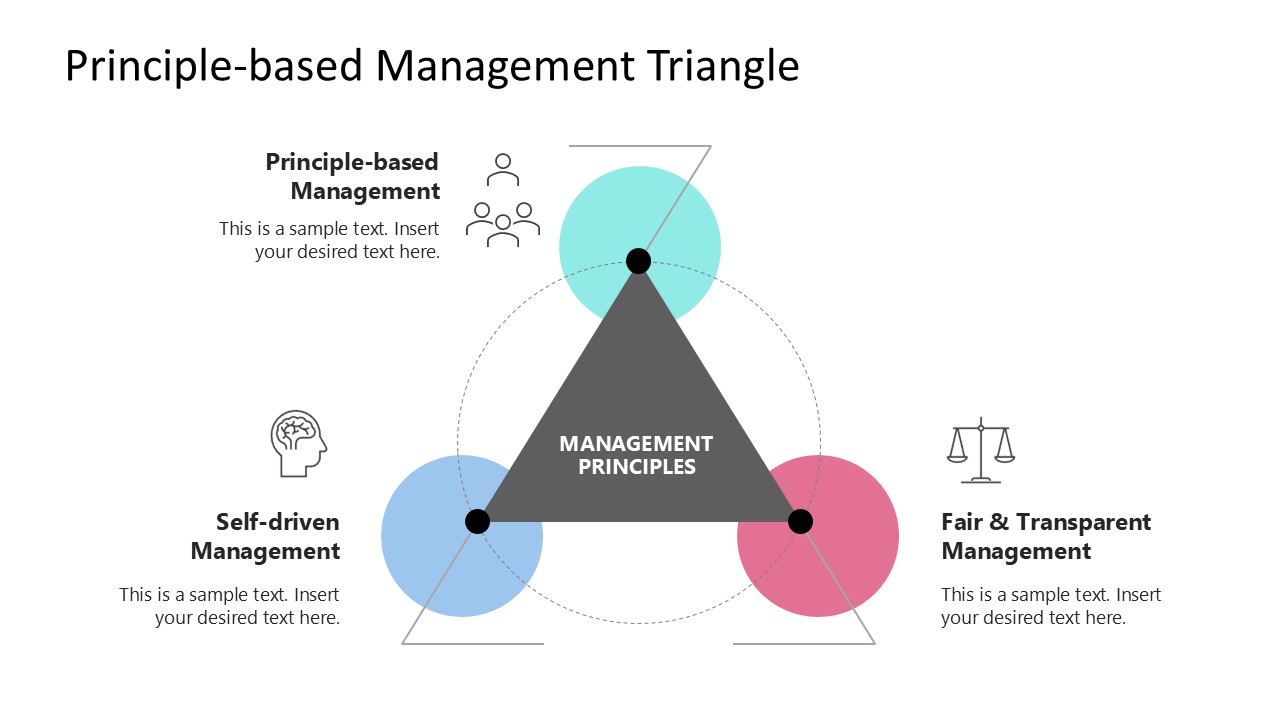 Principle-based Management Triangle
Principle-based
Management
This is a sample text. Insert
your desired text here.
MANAGEMENT
PRINCIPLES
Self-driven
Management
This is a sample text. Insert
your desired text here.
Fair & Transparent
Management
This is a sample text. Insert
your desired text here.